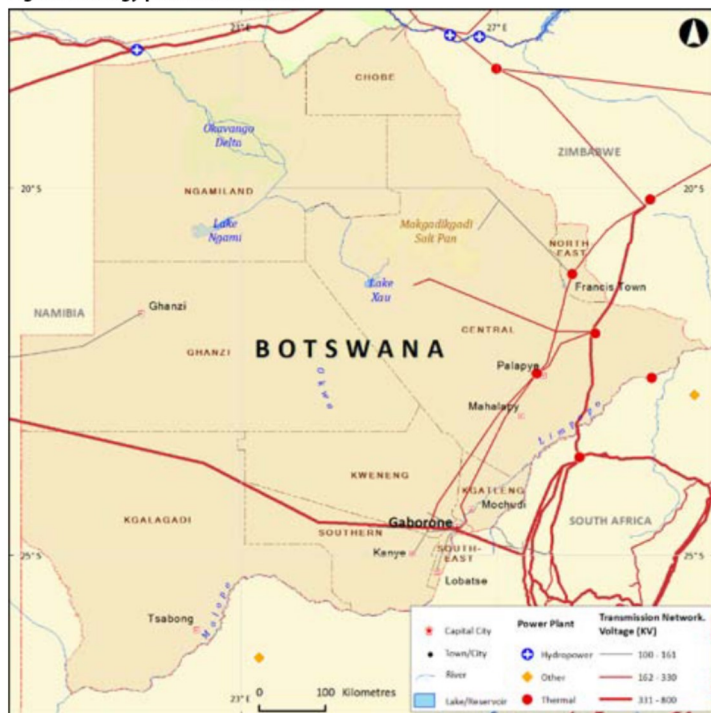 21°E
27°E
CHOBE
Okavango
Delta
ZIMBABWE
20°S
20°S
NGAMILAND
Makgadikgadi
Salt Pan
Lake
Ngami
NORTH
EAST
Lake
Xau
Francis Town
NAMIBIA
Ghanzi
CENTRAL
BOTSWANA
GHANZI
Palapye
Okwa
Mahalapy
Limpopo
KWENENG
KGATLENG
Mochudi
KGALAGADI
Gaborone
SOUTHERN
SOUTH AFRICA
Kanye
SOUTH-
EAST
25°S
25°S
Lobatse
Tsabong
Molopo
23°E
0 100 Kilometres
Capital City
Town/City
River
Lake/Reservoir
Power Plant
Hydropower
Other
Thermal
Transmission Network.
Voltage (KV)
100 - 161
162 - 330
331 - 800